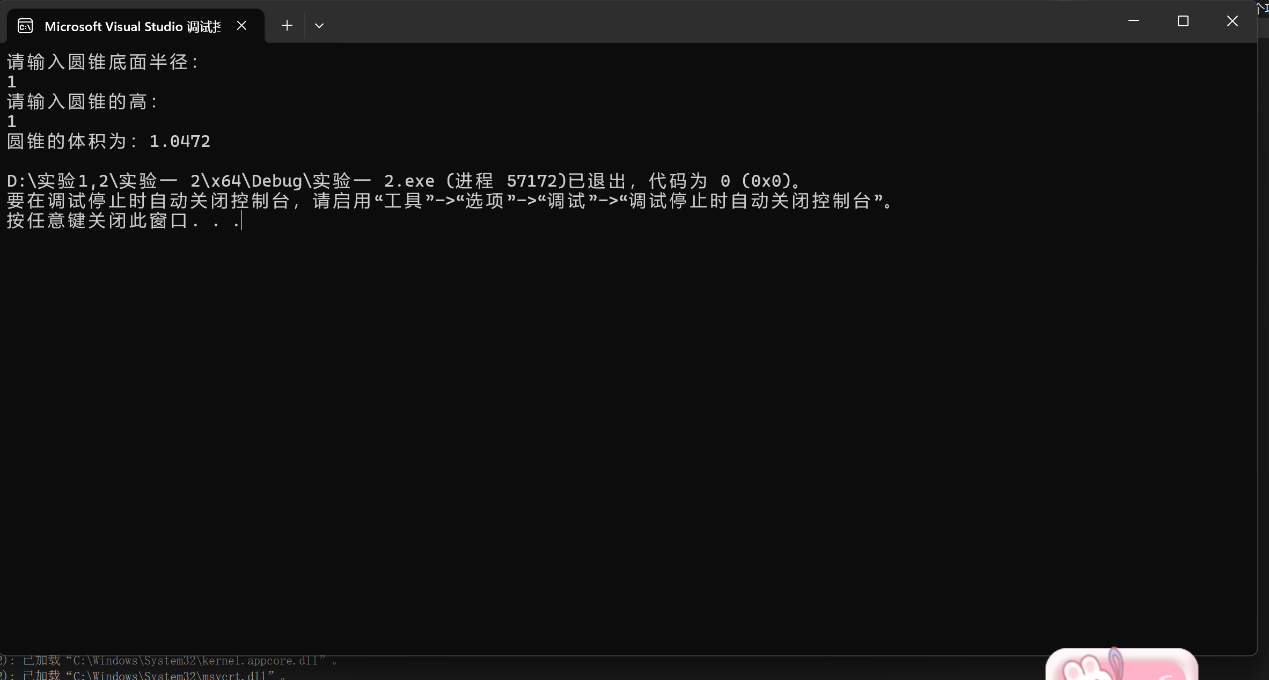 Microsoft Visual Studio 调试
请输入圆锥底面半径:
1
请输入圆锥的高:
1
圆锥的体积为: 1.0472
D:\实验1,2\实验一 2\x64\Debug\实验一 2.exe (进程 57172)已退出，代码为 0 (0x0)。
要在调试停止时自动关闭控制台，请启用“工具”->“选项”->“调试”->“调试停止时自动关闭控制台”。
按任意键关闭此窗口. . .
): 已加载“C:\Windows\System32\kernel.appcore.dll”。
): 已加载“C:\Windows\System32\msvcrt.dll”。